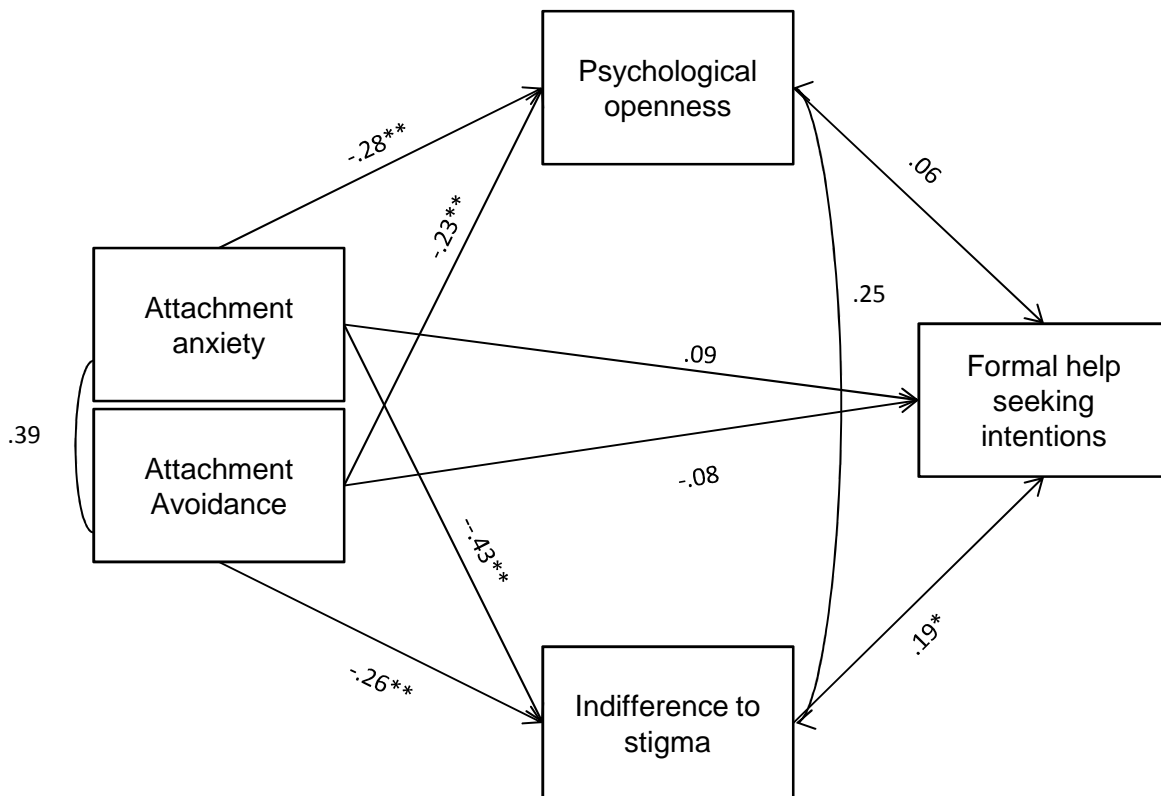 Psychological
openness
-.28**
.06
-.23**
Attachment
anxiety
.25
.09
Formal help
seeking
intentions
.39
Attachment
Avoidance
-.08
--.43**
.19*
-.26**
Indifference to
stigma